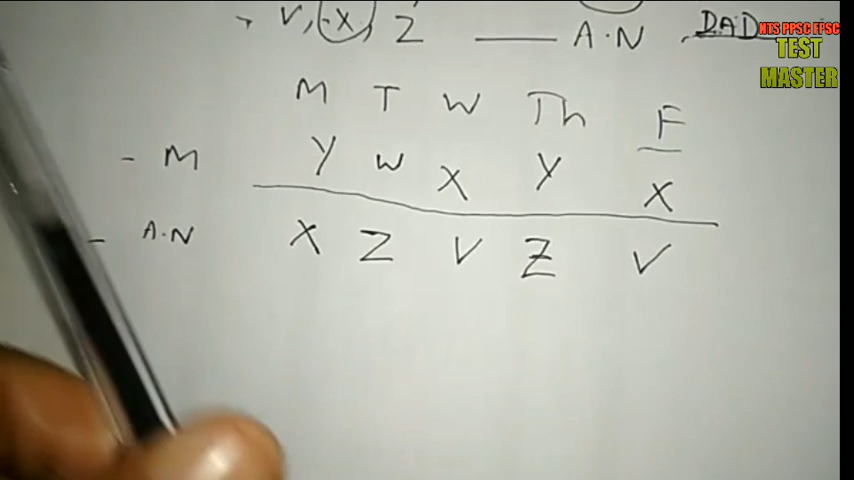 V, X, Z — A.N, DAD
NTS PPSC FPSC
TEST
MASTER
M T W Th F
- M Y W X Y X
- A.N X Z V Z V